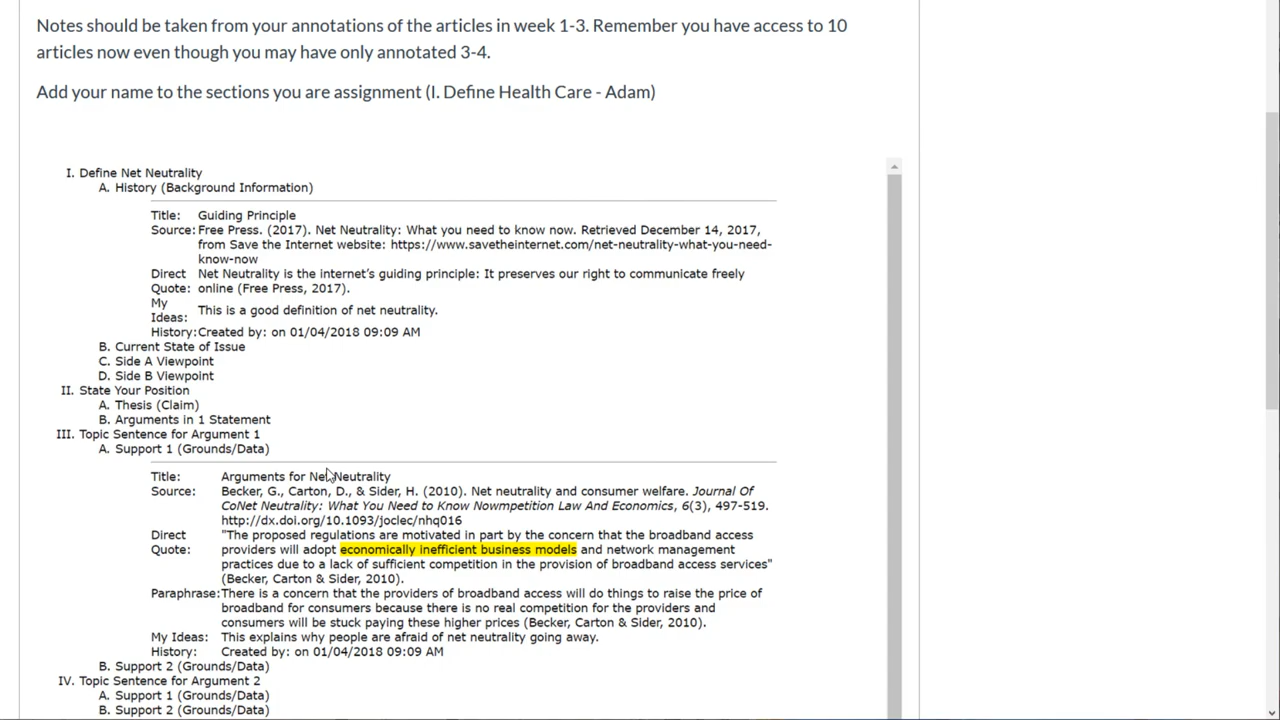 Notes should be taken from your annotations of the articles in week 1-3. Remember you have access to 10
articles now even though you may have only annotated 3-4.
Add your name to the sections you are assignment (I. Define Health Care - Adam)
I. Define Net Neutrality
A. History (Background Information)
Title: Guiding Principle
Source: Free Press. (2017). Net Neutrality: What you need to know now. Retrieved December 14, 2017,
from Save the Internet website: https://www.savetheinternet.com/net-neutrality-what-you-need-
know-now
Direct Net Neutrality is the internet's guiding principle: It preserves our right to communicate freely
Quote: online (Free Press, 2017).
My
Ideas: This is a good definition of net neutrality.
History: Created by: on 01/04/2018 09:09 AM
B. Current State of Issue
C. Side A Viewpoint
D. Side B Viewpoint
II. State Your Position
A. Thesis (Claim)
B. Arguments in 1 Statement
III. Topic Sentence for Argument 1
A. Support 1 (Grounds/Data)
Title: Arguments for Net Neutrality
Source: Becker, G., Carton, D., & Sider, H. (2010). Net neutrality and consumer welfare. Journal Of
CoNet Neutrality: What You Need to Know Nowmpetition Law And Economics, 6(3), 497-519.
http://dx.doi.org/10.1093/joclec/nhq016
Direct "The proposed regulations are motivated in part by the concern that the broadband access
Quote: providers will adopt economically inefficient business models and network management
practices due to a lack of sufficient competition in the provision of broadband access services"
(Becker, Carton & Sider, 2010).
Paraphrase: There is a concern that the providers of broadband access will do things to raise the price of
broadband for consumers because there is no real competition for the providers and
consumers will be stuck paying these higher prices (Becker, Carton & Sider, 2010).
My Ideas: This explains why people are afraid of net neutrality going away.
History: Created by: on 01/04/2018 09:09 AM
B. Support 2 (Grounds/Data)
IV. Topic Sentence for Argument 2
A. Support 1 (Grounds/Data)
B. Support 2 (Grounds/Data)